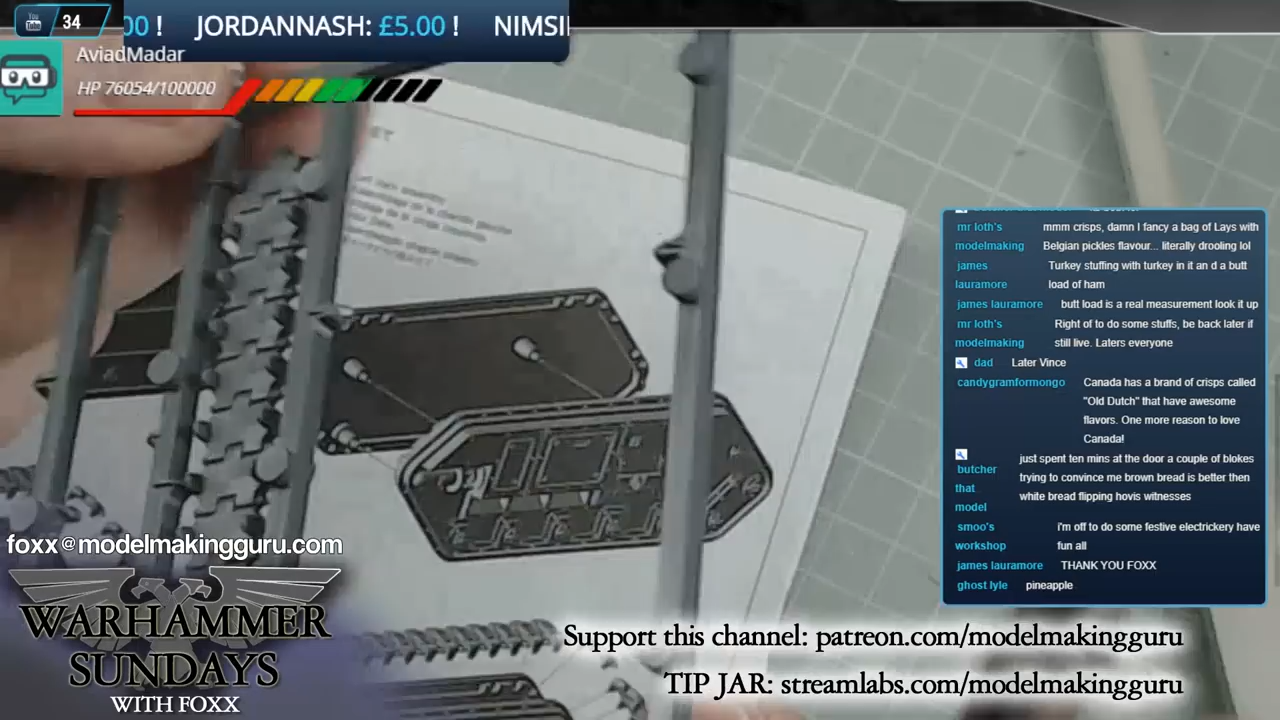 34
00 !
JORDANNASH: £5.00 !
AviadMadar
HP 76054/100000
mr loth's modelmaking mmm crisps, damn I fancy a bag of Lays with
Belgian pickles flavour... literally drooling lol
james lauramore Turkey stuffing with turkey in it an d a butt
load of ham
james lauramore butt load is a real measurement look it up
mr loth's modelmaking Right of to do some stuffs, be back later if
still live. Laters everyone
dad Later Vince
candygramformongo Canada has a brand of crisps called
"Old Dutch" that have awesome
flavors. One more reason to love
Canada!
butcher that model just spent ten mins at the door a couple of blokes
trying to convince me brown bread is better then
white bread flipping hovis witnesses
smoo's workshop i'm off to do some festive electrickery have
fun all
james lauramore THANK YOU FOXX
ghost lyle pineapple
foxx@modelmakingguru.com
WARHAMMER
SUNDAYS
WITH FOXX
Support this channel: patreon.com/modelmakingguru
TIP JAR: streamlabs.com/modelmakingguru